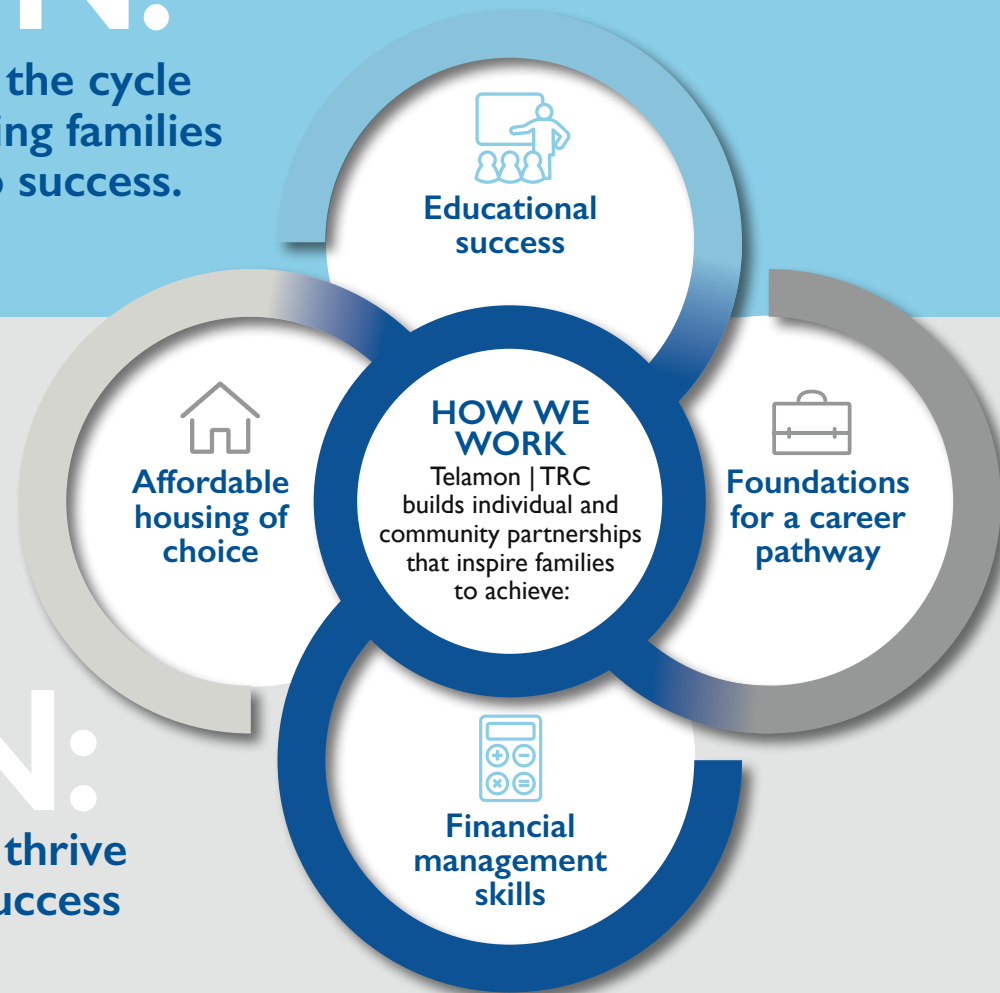 N:
the cycle
ing families
success.
Educational
success
Affordable
housing of
choice
HOW WE
WORK
Telamon | TRC
builds individual and
community partnerships
that inspire families
to achieve:
Foundations
for a career
pathway
N:
thrive
uccess
Financial
management
skills